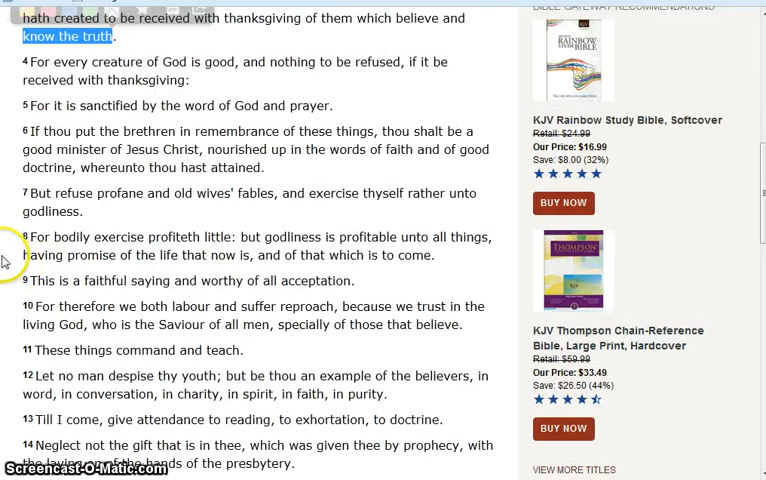 hath created to be received with thanksgiving of them which believe and
know the truth.
4 For every creature of God is good, and nothing to be refused, if it be
received with thanksgiving:
5 For it is sanctified by the word of God and prayer.
6 If thou put the brethren in remembrance of these things, thou shalt be a
good minister of Jesus Christ, nourished up in the words of faith and of good
doctrine, whereunto thou hast attained.
7 But refuse profane and old wives' fables, and exercise thyself rather unto
godliness.
8 For bodily exercise profiteth little: but godliness is profitable unto all things,
having promise of the life that now is, and of that which is to come.
9 This is a faithful saying and worthy of all acceptation.
10 For therefore we both labour and suffer reproach, because we trust in the
living God, who is the Saviour of all men, specially of those that believe.
11 These things command and teach.
12 Let no man despise thy youth; but be thou an example of the believers, in
word, in conversation, in charity, in spirit, in faith, in purity.
13 Till I come, give attendance to reading, to exhortation, to doctrine.
14 Neglect not the gift that is in thee, which was given thee by prophecy, with
the laying on of the hands of the presbytery.
Screencast-O-Matic.com
BIBLE GATEWAY RECOMMENDATIONS
RAINBOW
STUDY BIBLE
KJV Rainbow Study Bible, Softcover
Retail: $24.99
Our Price: $16.99
Save: $8.00 (32%)
BUY NOW
THOMPSON
KJV Thompson Chain-Reference
Bible, Large Print, Hardcover
Retail: $59.99
Our Price: $33.49
Save: $26.50 (44%)
BUY NOW
VIEW MORE TITLES